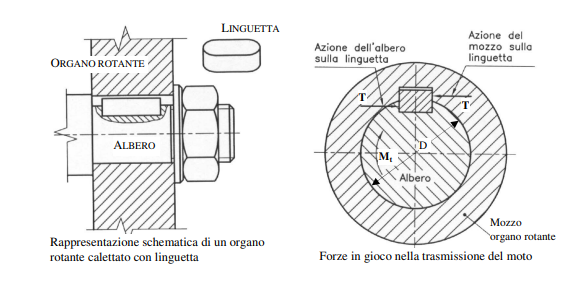 LINGUETTA
ORGANO ROTANTE
ALBERO
Rappresentazione schematica di un organo
rotante calettato con linguetta
Azione dell'albero
sulla linguetta
Azione del
mozzo sulla
linguetta
T
T
D
Mt
Albero
Mozzo
organo rotante
Forze in gioco nella trasmissione del moto